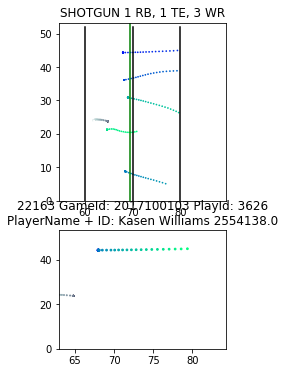 SHOTGUN 1 RB, 1 TE, 3 WR
50
40
30
20
10
0
60 70 80
22163 GameId: 2017100103 PlayId: 3626
PlayerName + ID: Kasen Williams 2554138.0
40
20
0
65 70 75 80